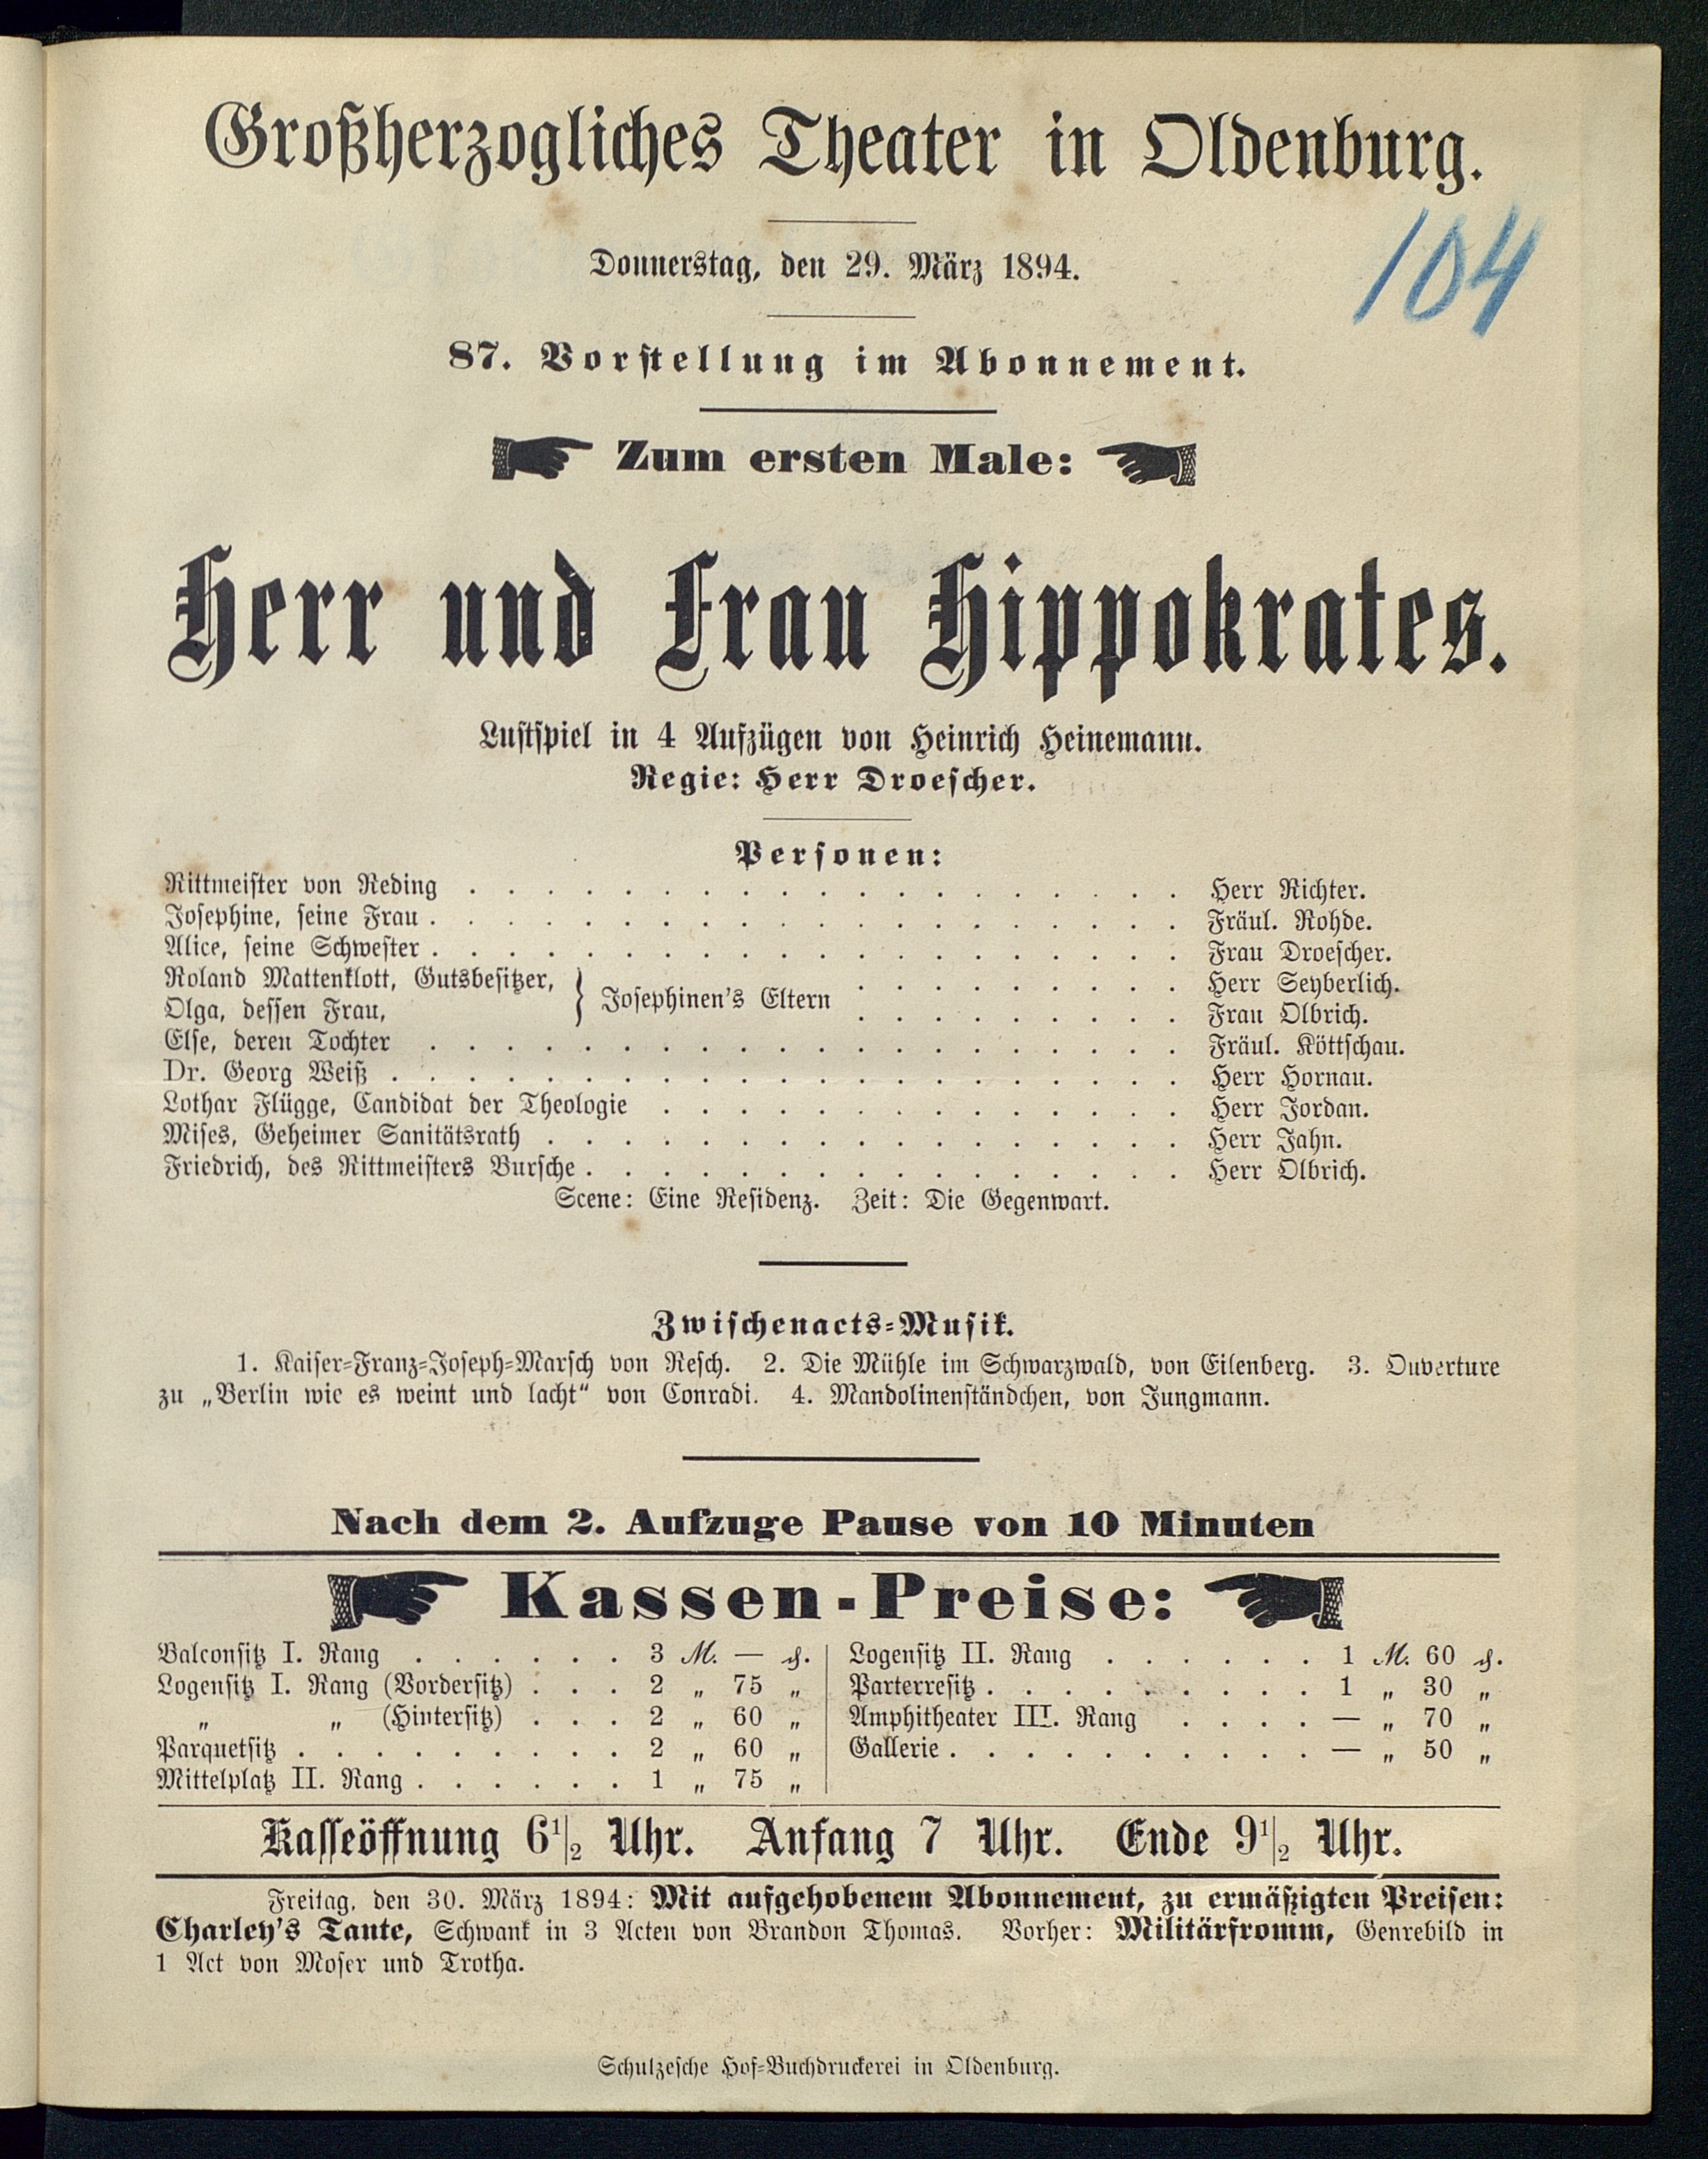 Großherzogliches Theater in Oldenburg.
104
Donnerstag, den 29. März 1894.
87. Vorstellung im Abonnement.
Zum ersten Male:
Herr und Frau Hippokrates.
Lustspiel in 4 Aufzügen von Heinrich Heinemann.
Regie: Herr Droescher.
Personen:
Rittmeister von Reding . . . . . . . . . . . . . . . . . . . Herr Richter.
Josephine, seine Frau . . . . . . . . . . . . . . . . . . . . Fräul. Rohde.
Alice, seine Schwester . . . . . . . . . . . . . . . . . . . . Frau Droescher.
Roland Mattenklott, Gutsbesitzer, } Josephinen's Eltern . . . . . . . . . Herr Seyberlich.
Olga, dessen Frau, . . . . . . . . . Frau Olbrich.
Else, deren Tochter . . . . . . . . . . . . . . . . . . . . Fräul. Köttschau.
Dr. Georg Weiß . . . . . . . . . . . . . . . . . . . . . Herr Hornau.
Lothar Flügge, Candidat der Theologie . . . . . . . . . . . . . . Herr Jordan.
Mises, Geheimer Sanitätsrath . . . . . . . . . . . . . . . . . Herr Jahn.
Friedrich, des Rittmeisters Bursche . . . . . . . . . . . . . . . . Herr Olbrich.
Scene: Eine Residenz. Zeit: Die Gegenwart.
Zwischenacts-Musik.
1. Kaiser-Franz-Joseph-Marsch von Resch. 2. Die Mühle im Schwarzwald, von Eilenberg. 3. Ouverture
zu „Berlin wie es weint und lacht“ von Conradi. 4. Mandolinenständchen, von Jungmann.
Nach dem 2. Aufzuge Pause von 10 Minuten
Kassen-Preise:
Balconsitz I. Rang . . . . . . 3 M. — ₰.
Logensitz I. Rang (Vordersitz) . . . 2 „ 75 „
„ „ (Hintersitz) . . . 2 „ 60 „
Parquetsitz . . . . . . . . . 2 „ 60 „
Mittelplatz II. Rang . . . . . . 1 „ 75 „
Logensitz II. Rang . . . . . . 1 M. 60 ₰.
Parterresitz . . . . . . . . . 1 „ 30 „
Amphitheater III. Rang . . . . — „ 70 „
Gallerie . . . . . . . . . . — „ 50 „
Kasseöffnung 6½ Uhr. Anfang 7 Uhr. Ende 9½ Uhr.
Freitag, den 30. März 1894: Mit aufgehobenem Abonnement, zu ermäßigten Preisen:
Charley's Tante, Schwank in 3 Acten von Brandon Thomas. Vorher: Militärfromm, Genrebild in
1 Act von Moser und Trotha.
Schulzesche Hof-Buchdruckerei in Oldenburg.